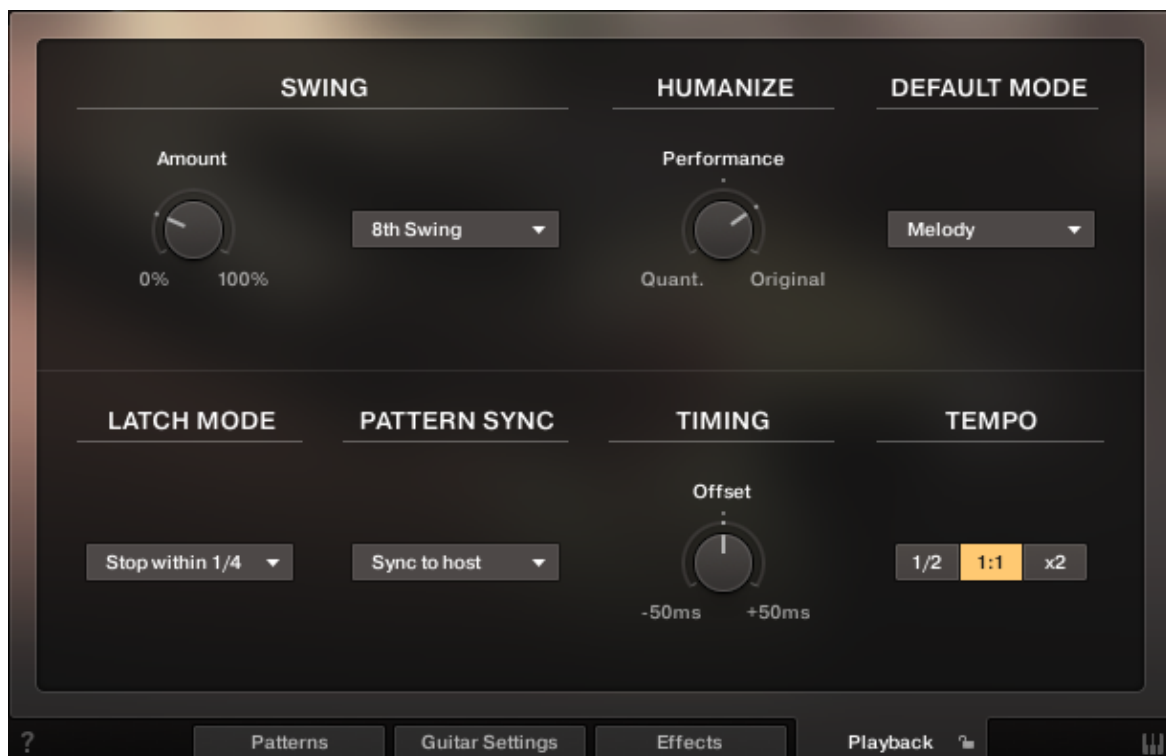 SWING HUMANIZE DEFAULT MODE
Amount Performance
8th Swing Melody
0% 100% Quant. Original
LATCH MODE PATTERN SYNC TIMING TEMPO
Offset
Stop within 1/4 Sync to host 1/2 1:1 x2
-50ms +50ms
? Patterns Guitar Settings Effects Playback